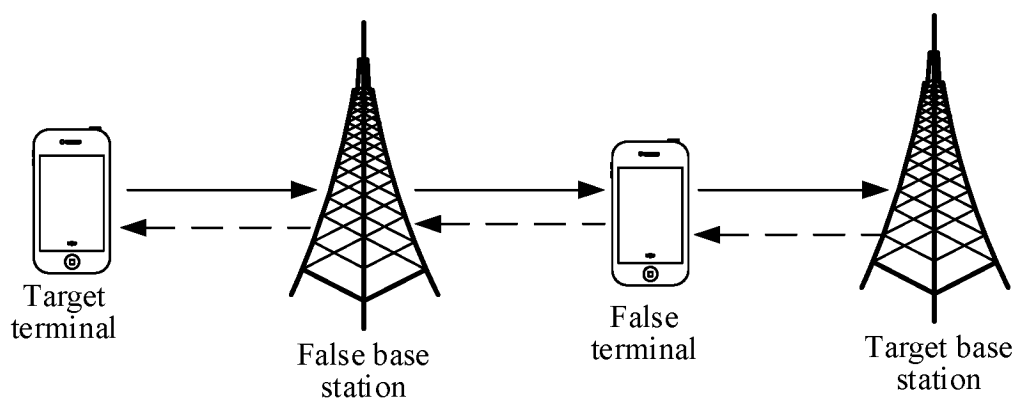 Target
terminal
False base
station
False
terminal
Target base
station